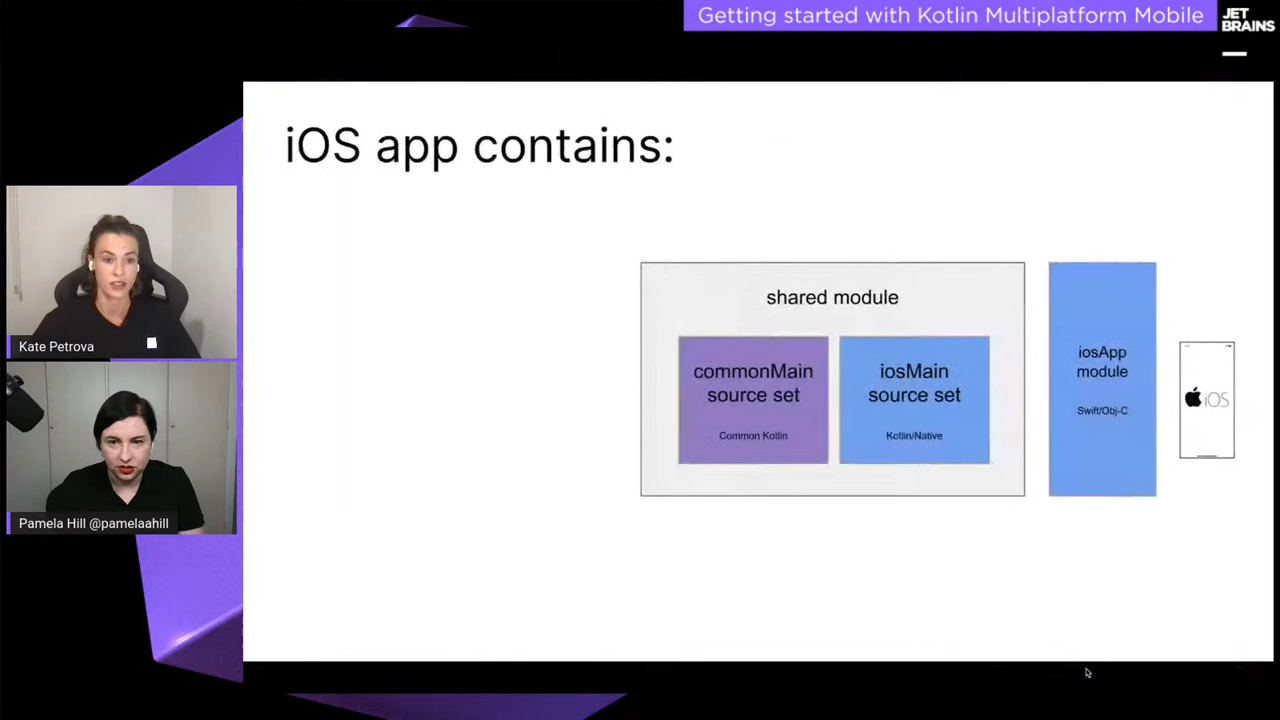 Getting started with Kotlin Multiplatform Mobile
JET
BRAINS
iOS app contains:
shared module
commonMain
source set
Common Kotlin
iosMain
source set
Kotlin/Native
iosApp
module
Swift/Obj-C
iOS
Kate Petrova
Pamela Hill @pamelaahill